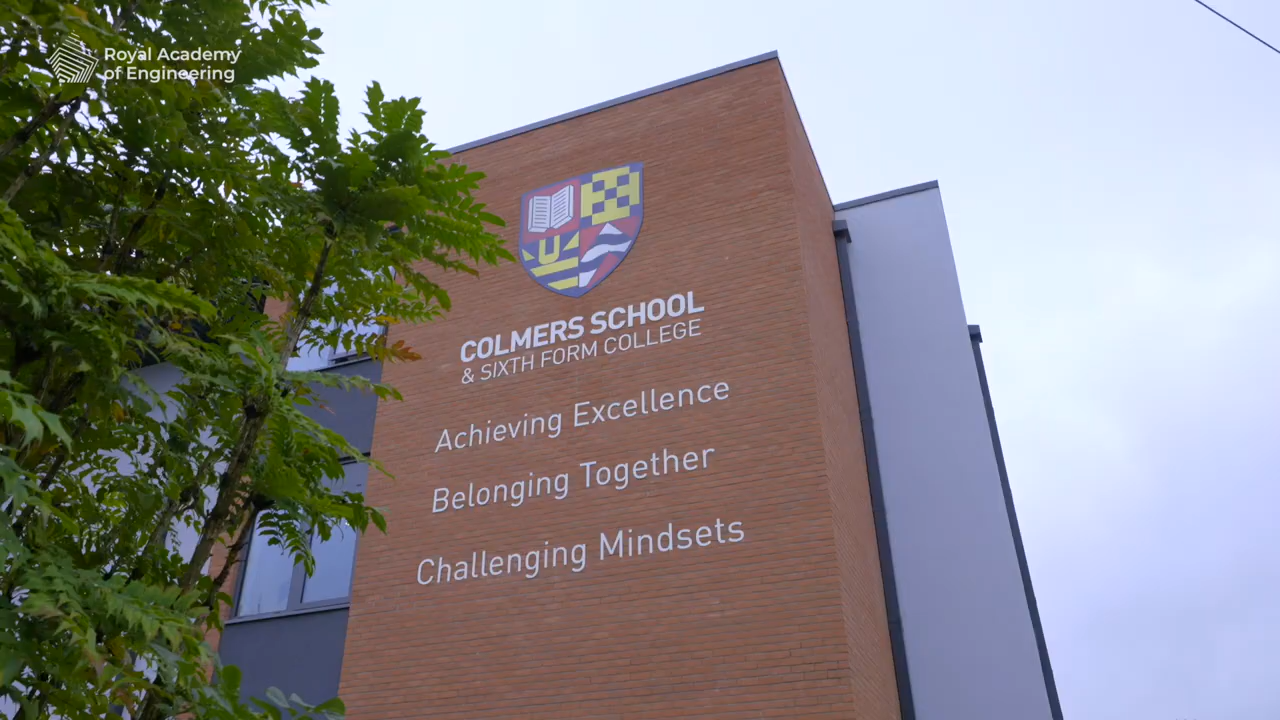 Royal Academy
of Engineering
COLMERS SCHOOL
& SIXTH FORM COLLEGE
Achieving Excellence
Belonging Together
Challenging Mindsets